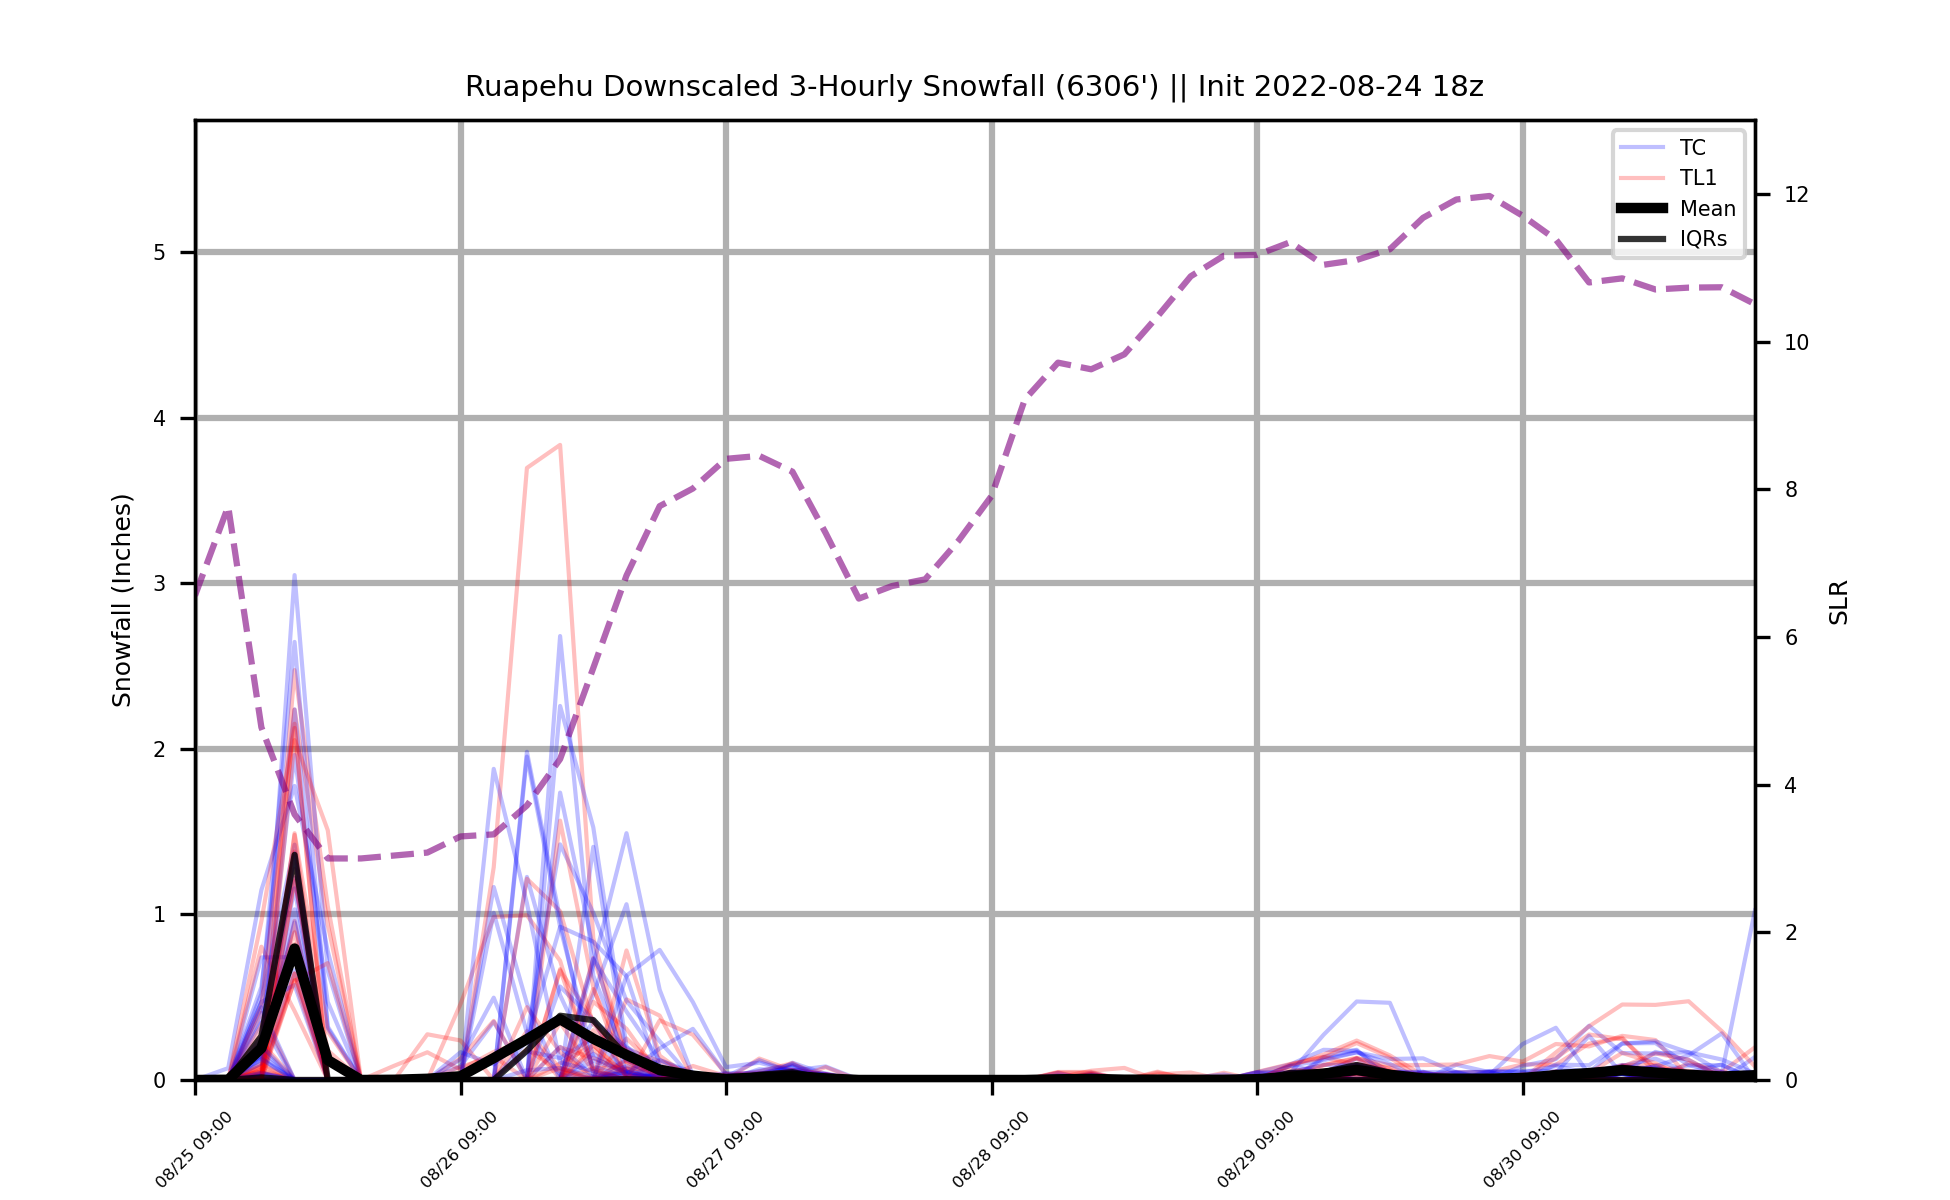 Ruapehu Downscaled 3-Hourly Snowfall (6306') || Init 2022-08-24 18z
TC
TL1
Mean
IQRs
Snowfall (Inches)
5
4
3
2
1
0
12
10
8
6
4
2
0
SLR
08/25 09:00
08/26 09:00
08/27 09:00
08/28 09:00
08/29 09:00
08/30 09:00